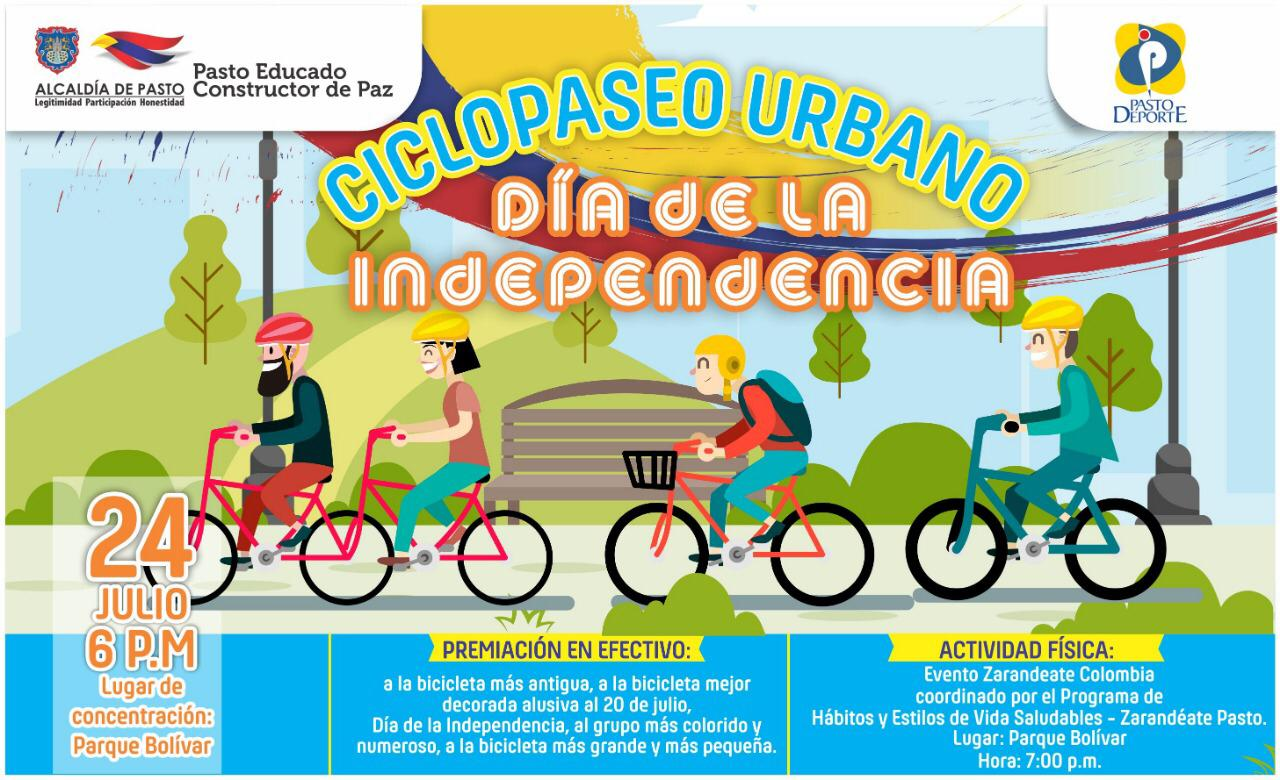 ALCALDÍA DE PASTO
Legitimidad Participación Honestidad
Pasto Educado
Constructor de Paz
PASTO
DEPORTE
CICLOPASEO URBANO
DÍA DE LA
INDEPENDENCIA
24
JULIO
6 P.M
Lugar de
concentración:
Parque Bolívar
PREMIACIÓN EN EFECTIVO:
a la bicicleta más antigua, a la bicicleta mejor
decorada alusiva al 20 de julio,
Día de la Independencia, al grupo más colorido y
numeroso, a la bicicleta más grande y más pequeña.
ACTIVIDAD FÍSICA:
Evento Zarandeate Colombia
coordinado por el Programa de
Hábitos y Estilos de Vida Saludables - Zarandéate Pasto.
Lugar: Parque Bolívar
Hora: 7:00 p.m.